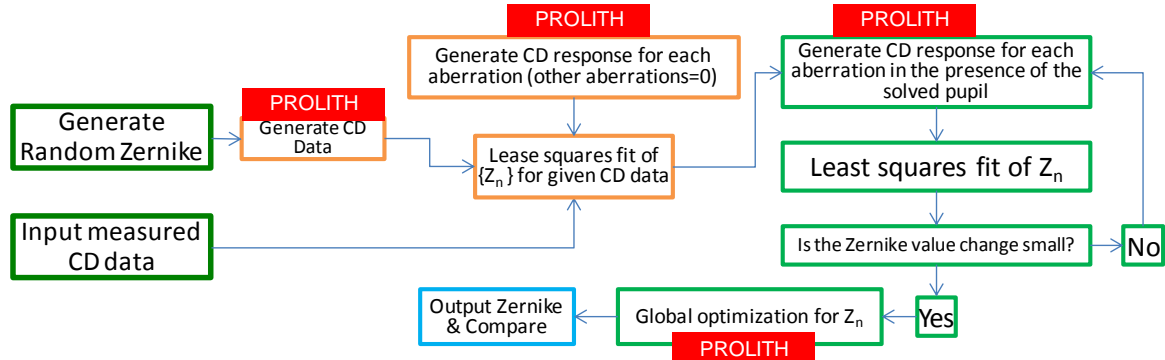 PROLITH
Generate CD response for each
aberration (other aberrations=0)
PROLITH
Generate CD response for each
aberration in the presence of the
solved pupil
PROLITH
Generate CD
Data
Generate
Random Zernike
Lease squares fit of
{Zn} for given CD data
Least squares fit of Zn
Input measured
CD data
Is the Zernike value change small?
No
Yes
Global optimization for Zn
PROLITH
Output Zernike
& Compare